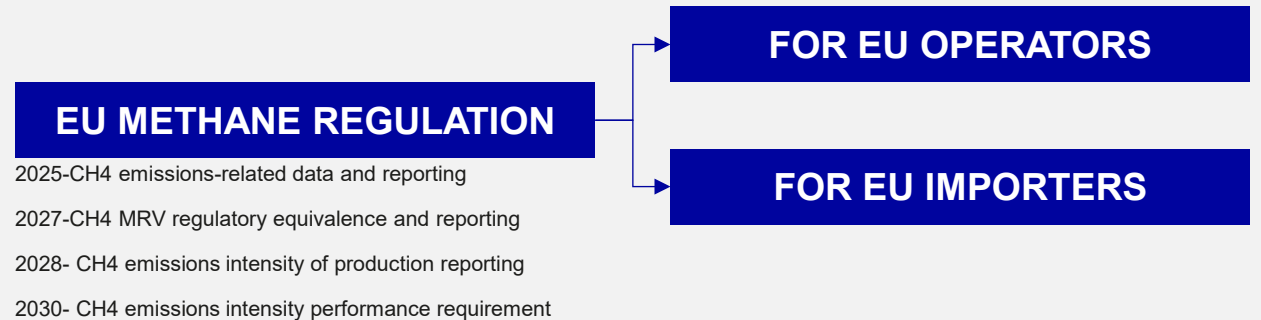 EU METHANE REGULATION
2025-CH4 emissions-related data and reporting
2027-CH4 MRV regulatory equivalence and reporting
2028- CH4 emissions intensity of production reporting
2030- CH4 emissions intensity performance requirement
FOR EU OPERATORS
FOR EU IMPORTERS